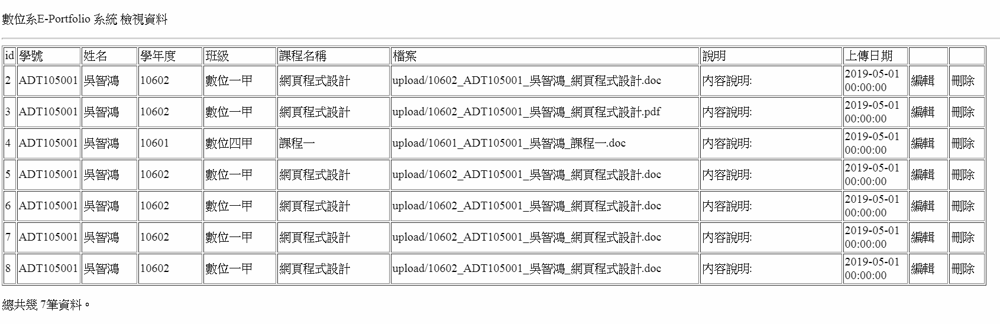 數位系E-Portfolio 系統 檢視資料
id 學號 姓名 學年度 班級 課程名稱 檔案 說明 上傳日期
2 ADT105001 吳智鴻 10602 數位一甲 網頁程式設計 upload/10602_ADT105001_吳智鴻_網頁程式設計.doc 內容說明: 2019-05-01 00:00:00 編輯 刪除
3 ADT105001 吳智鴻 10602 數位一甲 網頁程式設計 upload/10602_ADT105001_吳智鴻_網頁程式設計.pdf 內容說明: 2019-05-01 00:00:00 編輯 刪除
4 ADT105001 吳智鴻 10601 數位四甲 課程一 upload/10601_ADT105001_吳智鴻_課程一.doc 內容說明: 2019-05-01 00:00:00 編輯 刪除
5 ADT105001 吳智鴻 10602 數位一甲 網頁程式設計 upload/10602_ADT105001_吳智鴻_網頁程式設計.doc 內容說明: 2019-05-01 00:00:00 編輯 刪除
6 ADT105001 吳智鴻 10602 數位一甲 網頁程式設計 upload/10602_ADT105001_吳智鴻_網頁程式設計.doc 內容說明: 2019-05-01 00:00:00 編輯 刪除
7 ADT105001 吳智鴻 10602 數位一甲 網頁程式設計 upload/10602_ADT105001_吳智鴻_網頁程式設計.doc 內容說明: 2019-05-01 00:00:00 編輯 刪除
8 ADT105001 吳智鴻 10602 數位一甲 網頁程式設計 upload/10602_ADT105001_吳智鴻_網頁程式設計.doc 內容說明: 2019-05-01 00:00:00 編輯 刪除
總共幾 7筆資料。